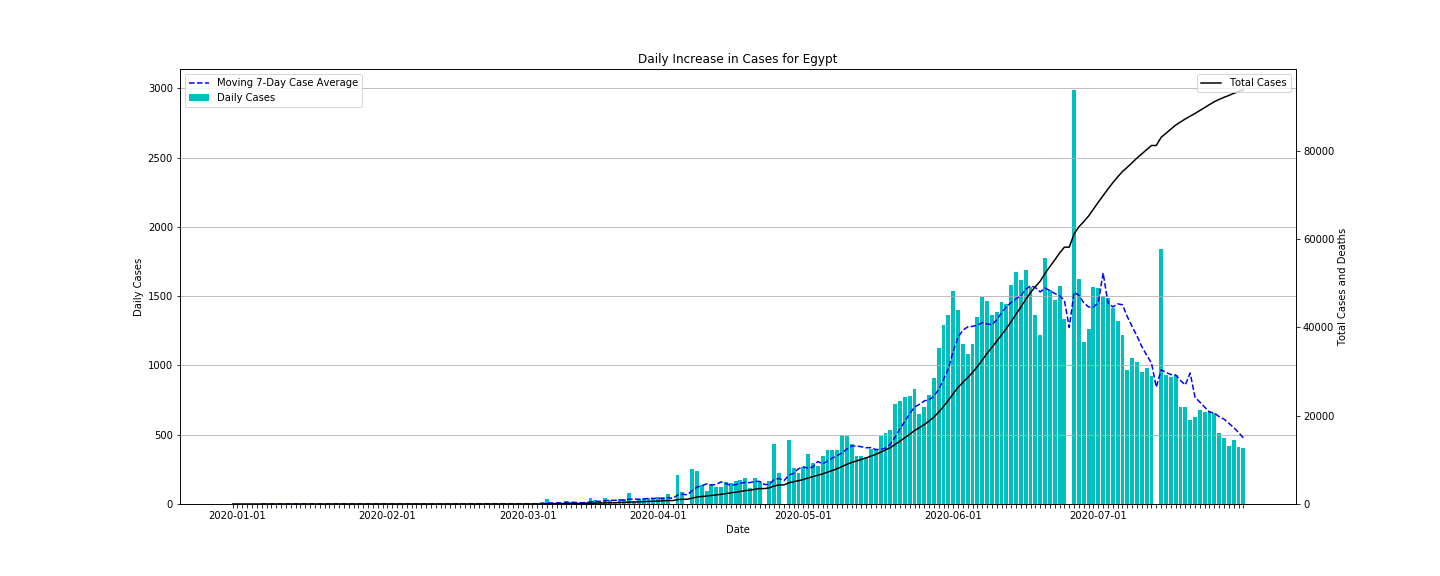 Daily Increase in Cases for Egypt
Moving 7-Day Case Average
Daily Cases
Total Cases
3000
2500
2000
1500
1000
500
0
Daily Cases
80000
60000
40000
20000
0
Total Cases and Deaths
2020-01-01
2020-02-01
2020-03-01
2020-04-01
2020-05-01
2020-06-01
2020-07-01
Date